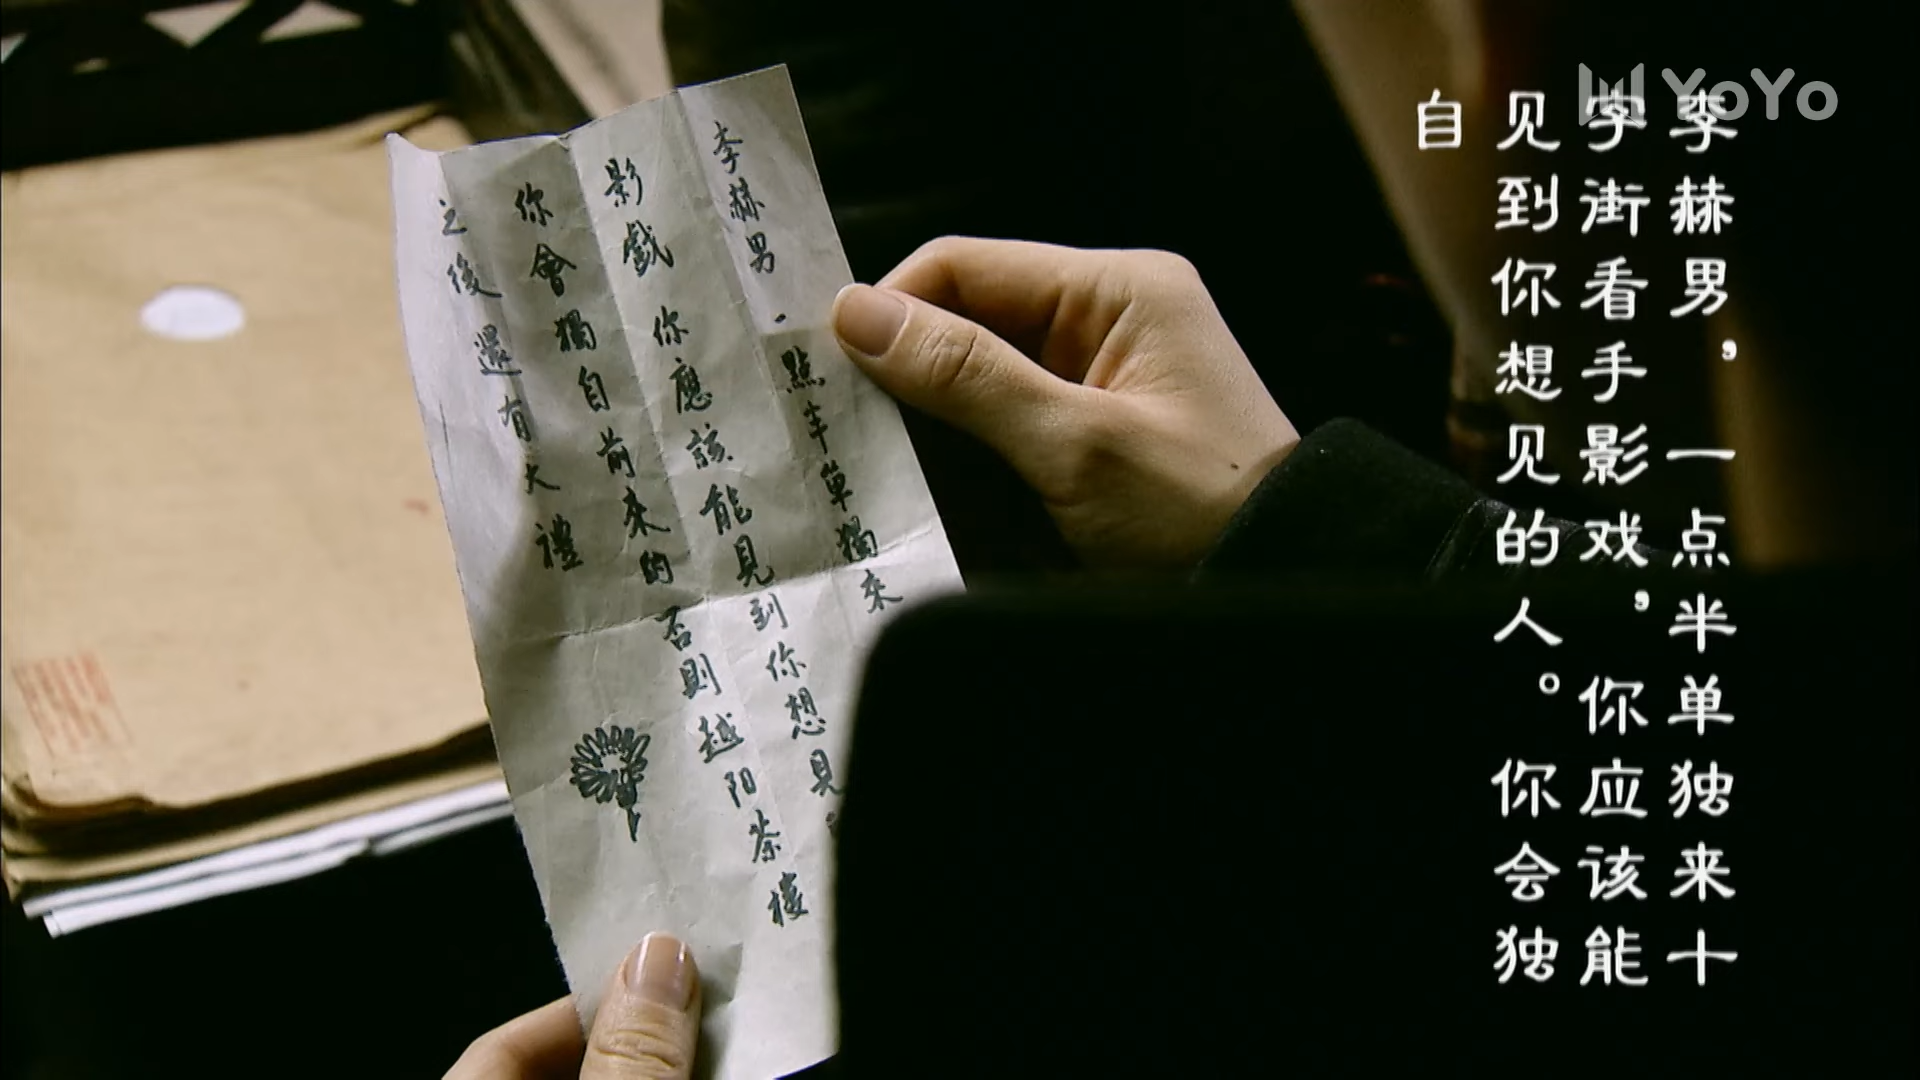 李赫男，一点半单独来十
字街看手影戏，你应该能
见到你想见的人。你会独
自
李赫男一點半單獨來
影戲你應該能見到你想見
你會獨自前來的否則越阳茶樓
之後還有大禮
YoYo